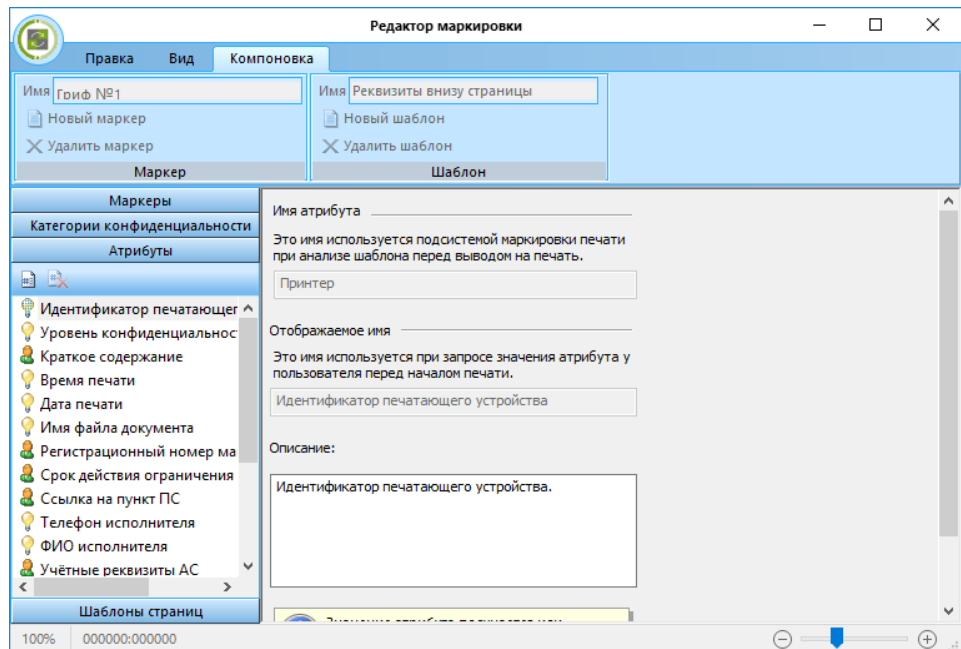 Редактор маркировки
Правка Вид Компоновка
Имя Гриф №1
Новый маркер
Удалить маркер
Маркер
Имя Реквизиты внизу страницы
Новый шаблон
Удалить шаблон
Шаблон
Маркеры
Категории конфиденциальности
Атрибуты
Идентификатор печатающег
Уровень конфиденциальнос
Краткое содержание
Время печати
Дата печати
Имя файла документа
Регистрационный номер ма
Срок действия ограничения
Ссылка на пункт ПС
Телефон исполнителя
ФИО исполнителя
Учётные реквизиты АС
Шаблоны страниц
Имя атрибута
Это имя используется подсистемой маркировки печати
при анализе шаблона перед выводом на печать.
Принтер
Отображаемое имя
Это имя используется при запросе значения атрибута у
пользователя перед началом печати.
Идентификатор печатающего устройства
Описание:
Идентификатор печатающего устройства.
100% 000000:000000